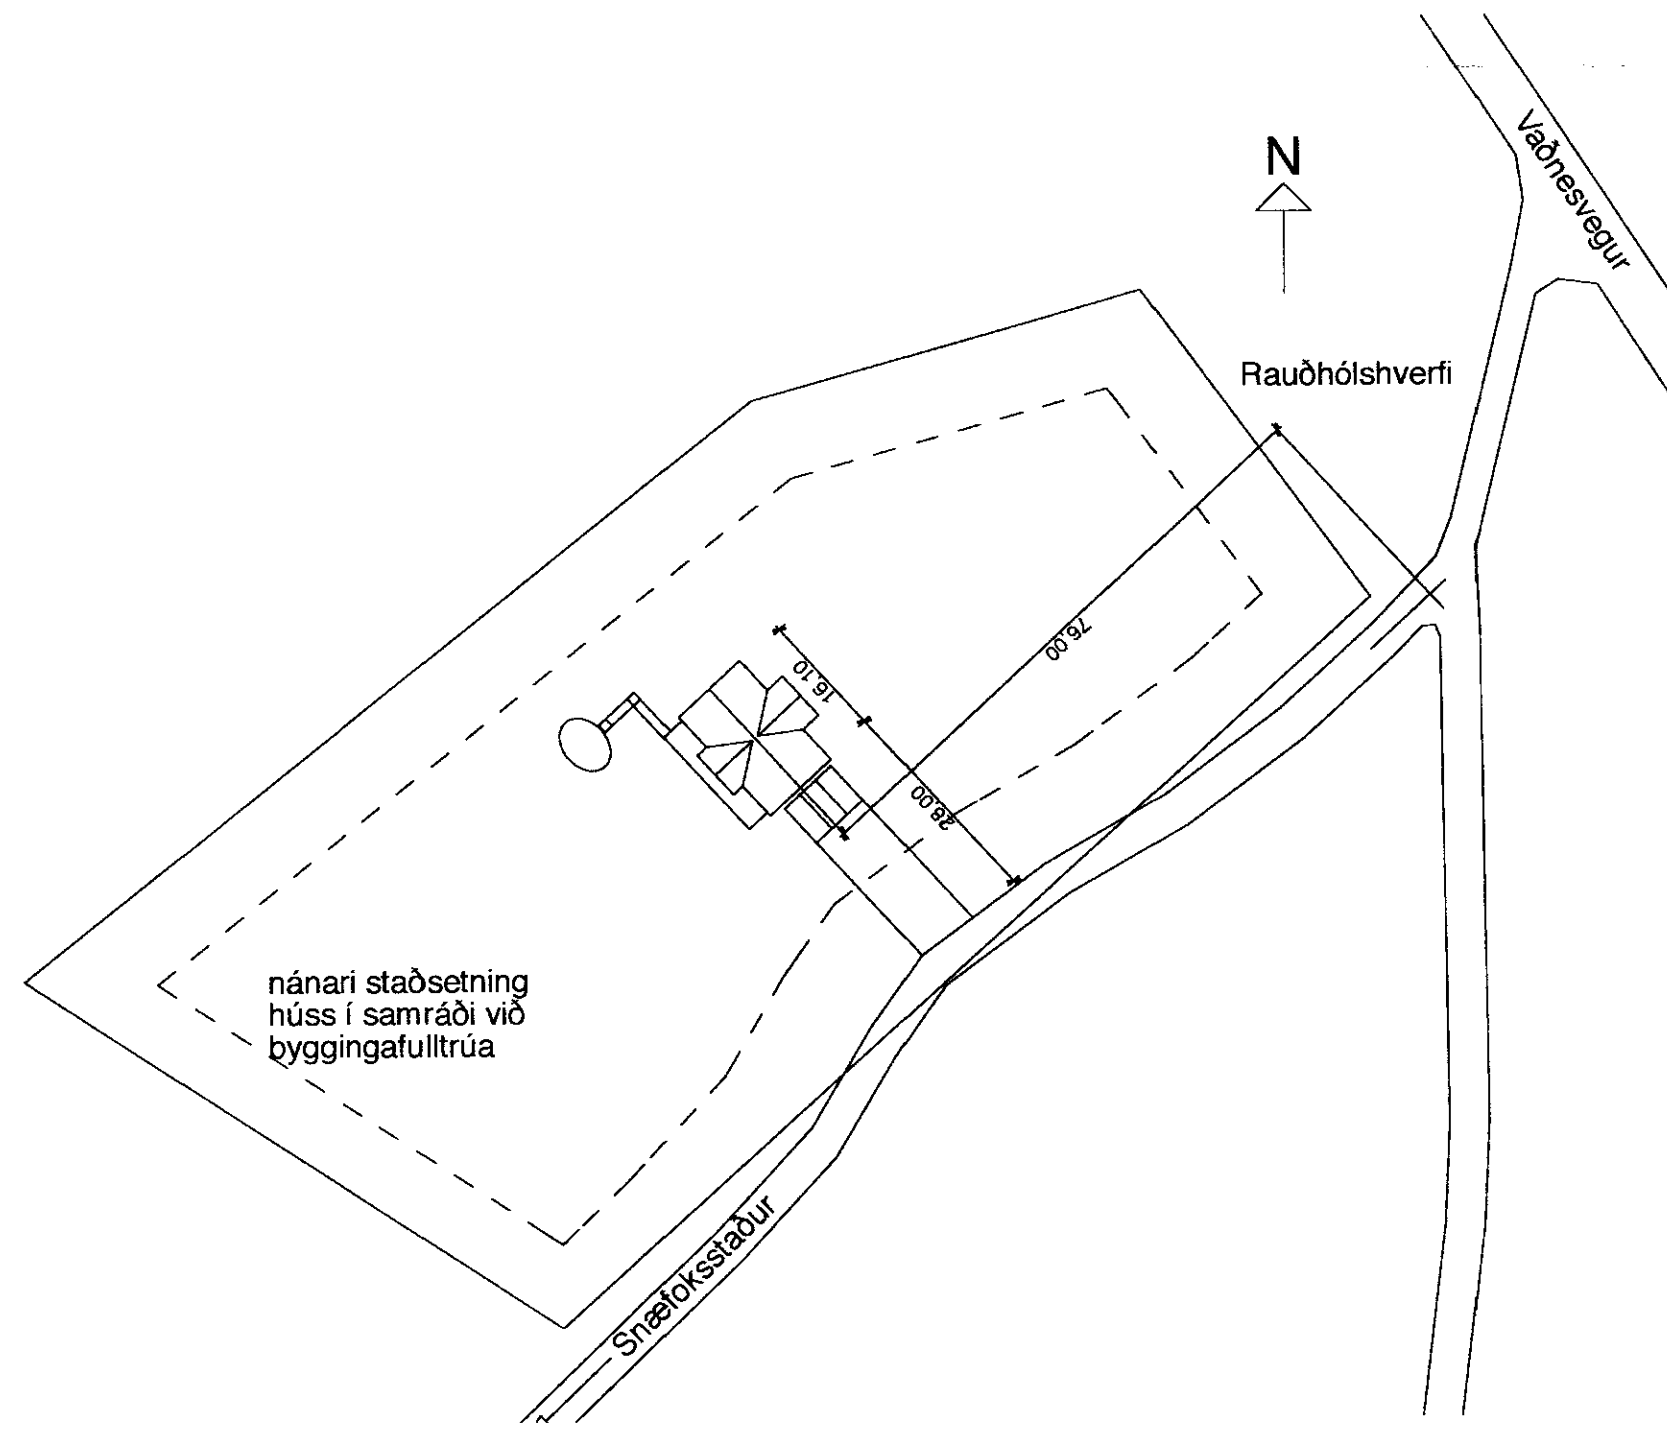 Vaðnesvegur
N
Rauðhólshverfi
76.00
16.10
28.00
nánari staðsetning
húss í samráði við
byggingafulltrúa
Snæfoksstaður